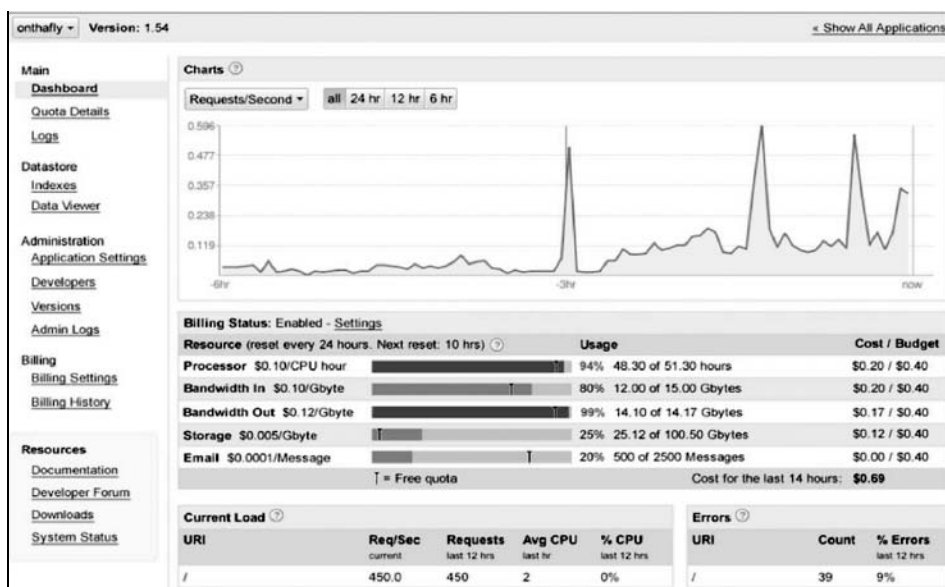 onthafly Version: 1.54 « Show All Applications
Main
Dashboard
Quota Details
Logs
Datastore
Indexes
Data Viewer
Administration
Application Settings
Developers
Versions
Admin Logs
Billing
Billing Settings
Billing History
Resources
Documentation
Developer Forum
Downloads
System Status
Charts ?
Requests/Second all 24 hr 12 hr 6 hr
0.596
0.477
0.357
0.238
0.119
-6hr -3hr now
Billing Status: Enabled - Settings
Resource (reset every 24 hours. Next reset: 10 hrs) ? Usage Cost / Budget
Processor $0.10/CPU hour 94% 48.30 of 51.30 hours $0.20 / $0.40
Bandwidth In $0.10/Gbyte 80% 12.00 of 15.00 Gbytes $0.20 / $0.40
Bandwidth Out $0.12/Gbyte 99% 14.10 of 14.17 Gbytes $0.17 / $0.40
Storage $0.005/Gbyte 25% 25.12 of 100.50 Gbytes $0.12 / $0.40
Email $0.0001/Message 20% 500 of 2500 Messages $0.00 / $0.40
= Free quota Cost for the last 14 hours: $0.69
Current Load ?
URI Req/Sec Requests Avg CPU % CPU
current last 12 hrs last hr last 12 hrs
/ 450.0 450 2 0%
Errors ?
URI Count % Errors
last 12 hrs
/ 39 9%